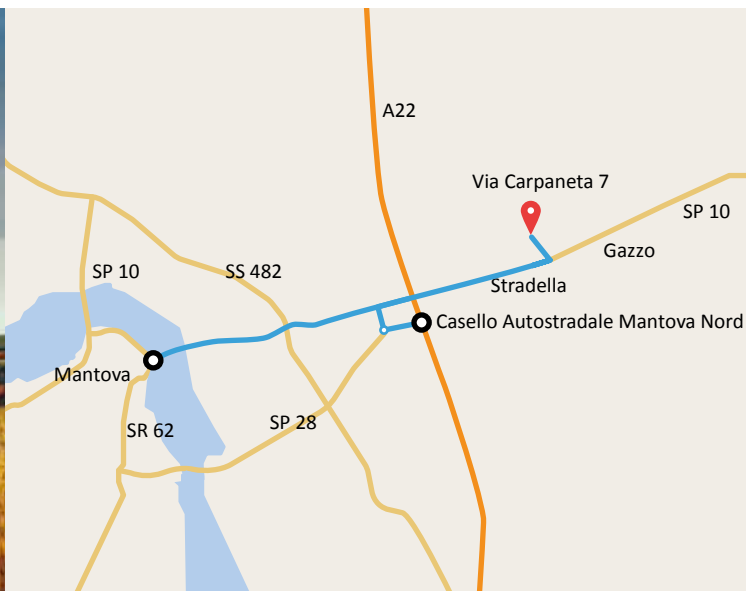 A22
Via Carpaneta 7
SP 10
Gazzo
SP 10
SS 482
Stradella
Casello Autostradale Mantova Nord
Mantova
SP 28
SR 62